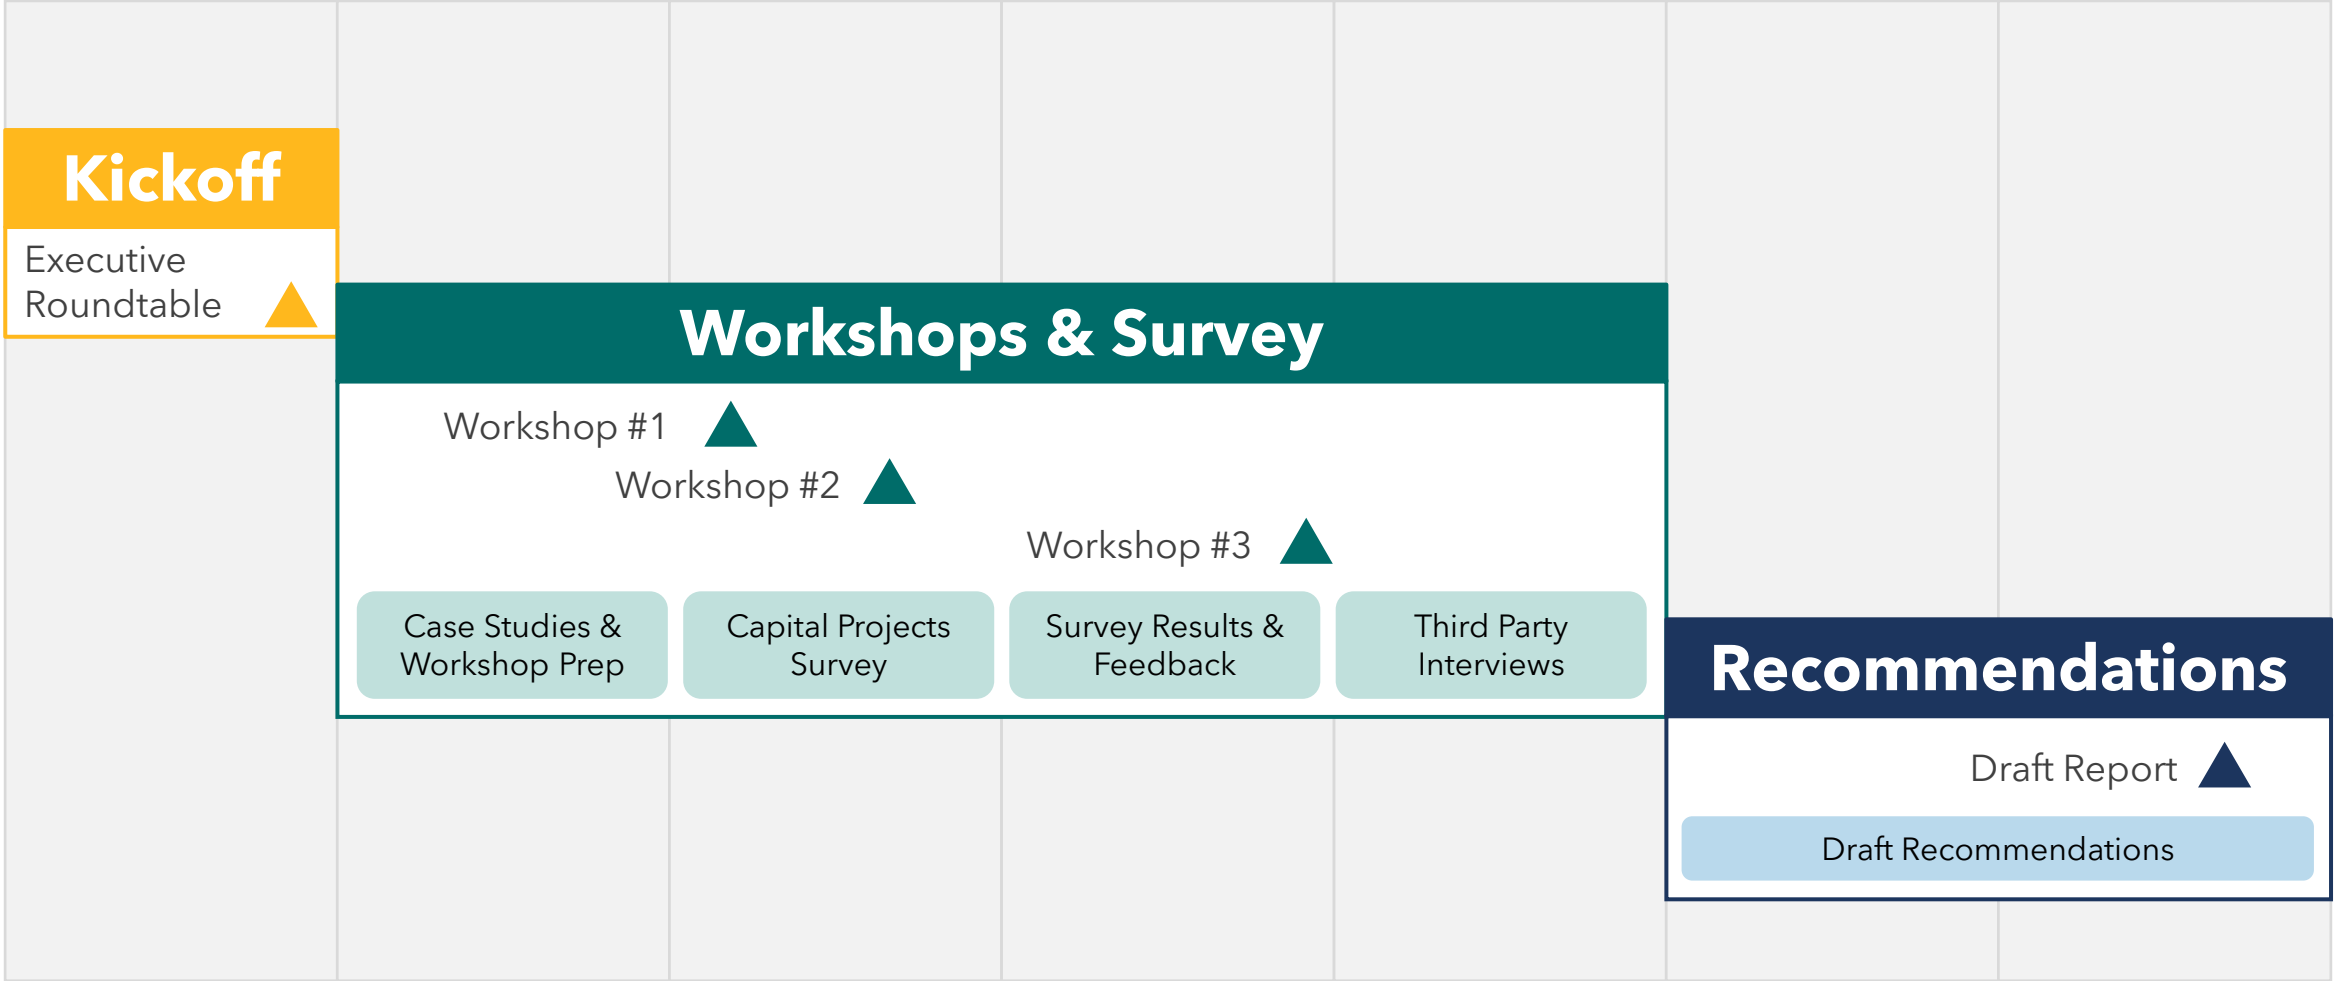 Kickoff
Executive
Roundtable
Workshops & Survey
Workshop #1
Workshop #2
Workshop #3
Case Studies &
Workshop Prep
Capital Projects
Survey
Survey Results &
Feedback
Third Party
Interviews
Recommendations
Draft Report
Draft Recommendations